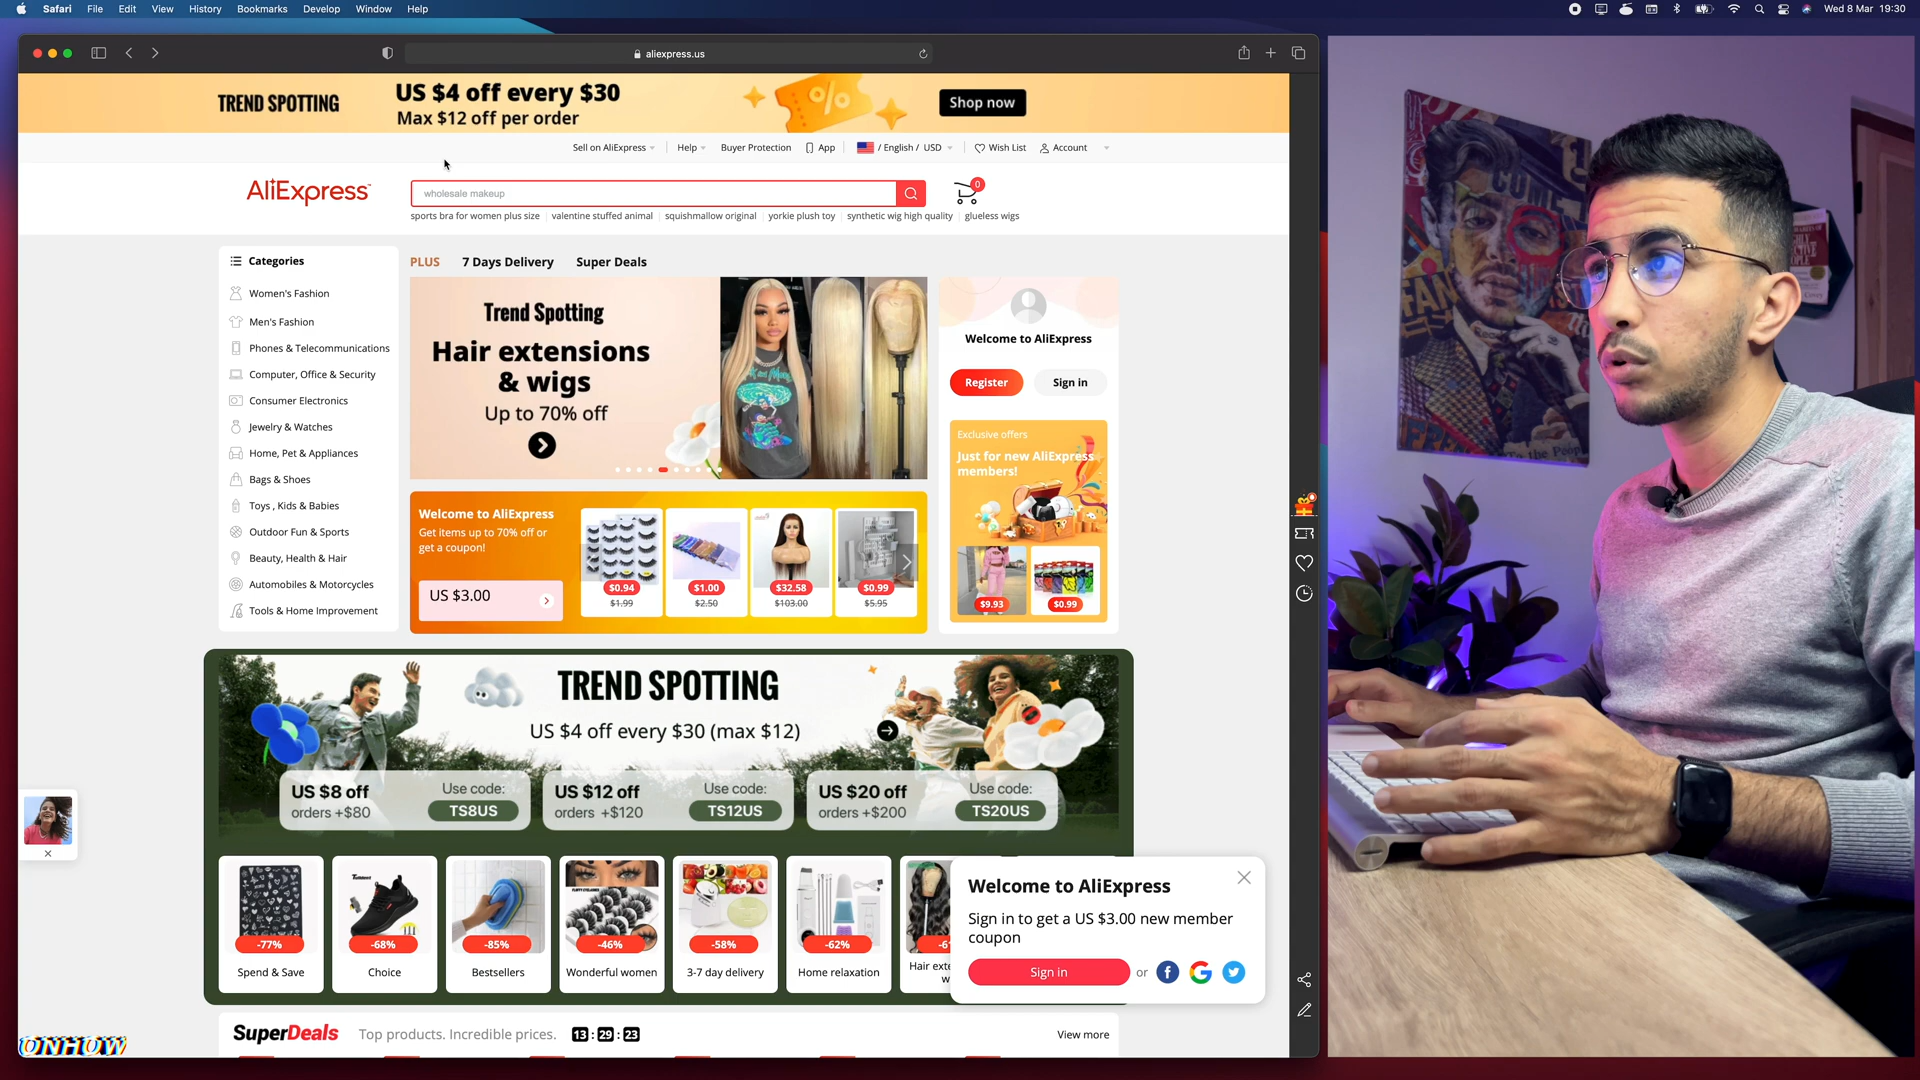 Safari File Edit View History Bookmarks Develop Window Help
Wed 8 Mar 19:30
aliexpress.us
TREND SPOTTING
US $4 off every $30
Max $12 off per order
%
Shop now
Sell on AliExpress
Help
Buyer Protection
App
/ English / USD
Wish List
Account
AliExpress
wholesale makeup
0
sports bra for women plus size
valentine stuffed animal
squishmallow original
yorkie plush toy
synthetic wig high quality
glueless wigs
Categories
Women's Fashion
Men's Fashion
Phones & Telecommunications
Computer, Office & Security
Consumer Electronics
Jewelry & Watches
Home, Pet & Appliances
Bags & Shoes
Toys , Kids & Babies
Outdoor Fun & Sports
Beauty, Health & Hair
Automobiles & Motorcycles
Tools & Home Improvement
PLUS
7 Days Delivery
Super Deals
Trend Spotting
Hair extensions
& wigs
Up to 70% off
Welcome to AliExpress
Register
Sign in
Exclusive offers
Just for new AliExpress
members!
$9.93
$0.99
Welcome to AliExpress
Get items up to 70% off or
get a coupon!
US $3.00
$0.94
$1.99
$1.00
$2.50
$32.58
$103.00
$0.99
$5.95
TREND SPOTTING
US $4 off every $30 (max $12)
US $8 off
orders +$80
Use code:
TS8US
US $12 off
orders +$120
Use code:
TS12US
US $20 off
orders +$200
Use code:
TS20US
-77%
Spend & Save
-68%
Choice
-85%
Bestsellers
-46%
Wonderful women
-58%
3-7 day delivery
-62%
Home relaxation
-6
Hair exte
w
Welcome to AliExpress
Sign in to get a US $3.00 new member
coupon
Sign in
or
SuperDeals
Top products. Incredible prices.
13 : 29 : 23
View more
ONHOW